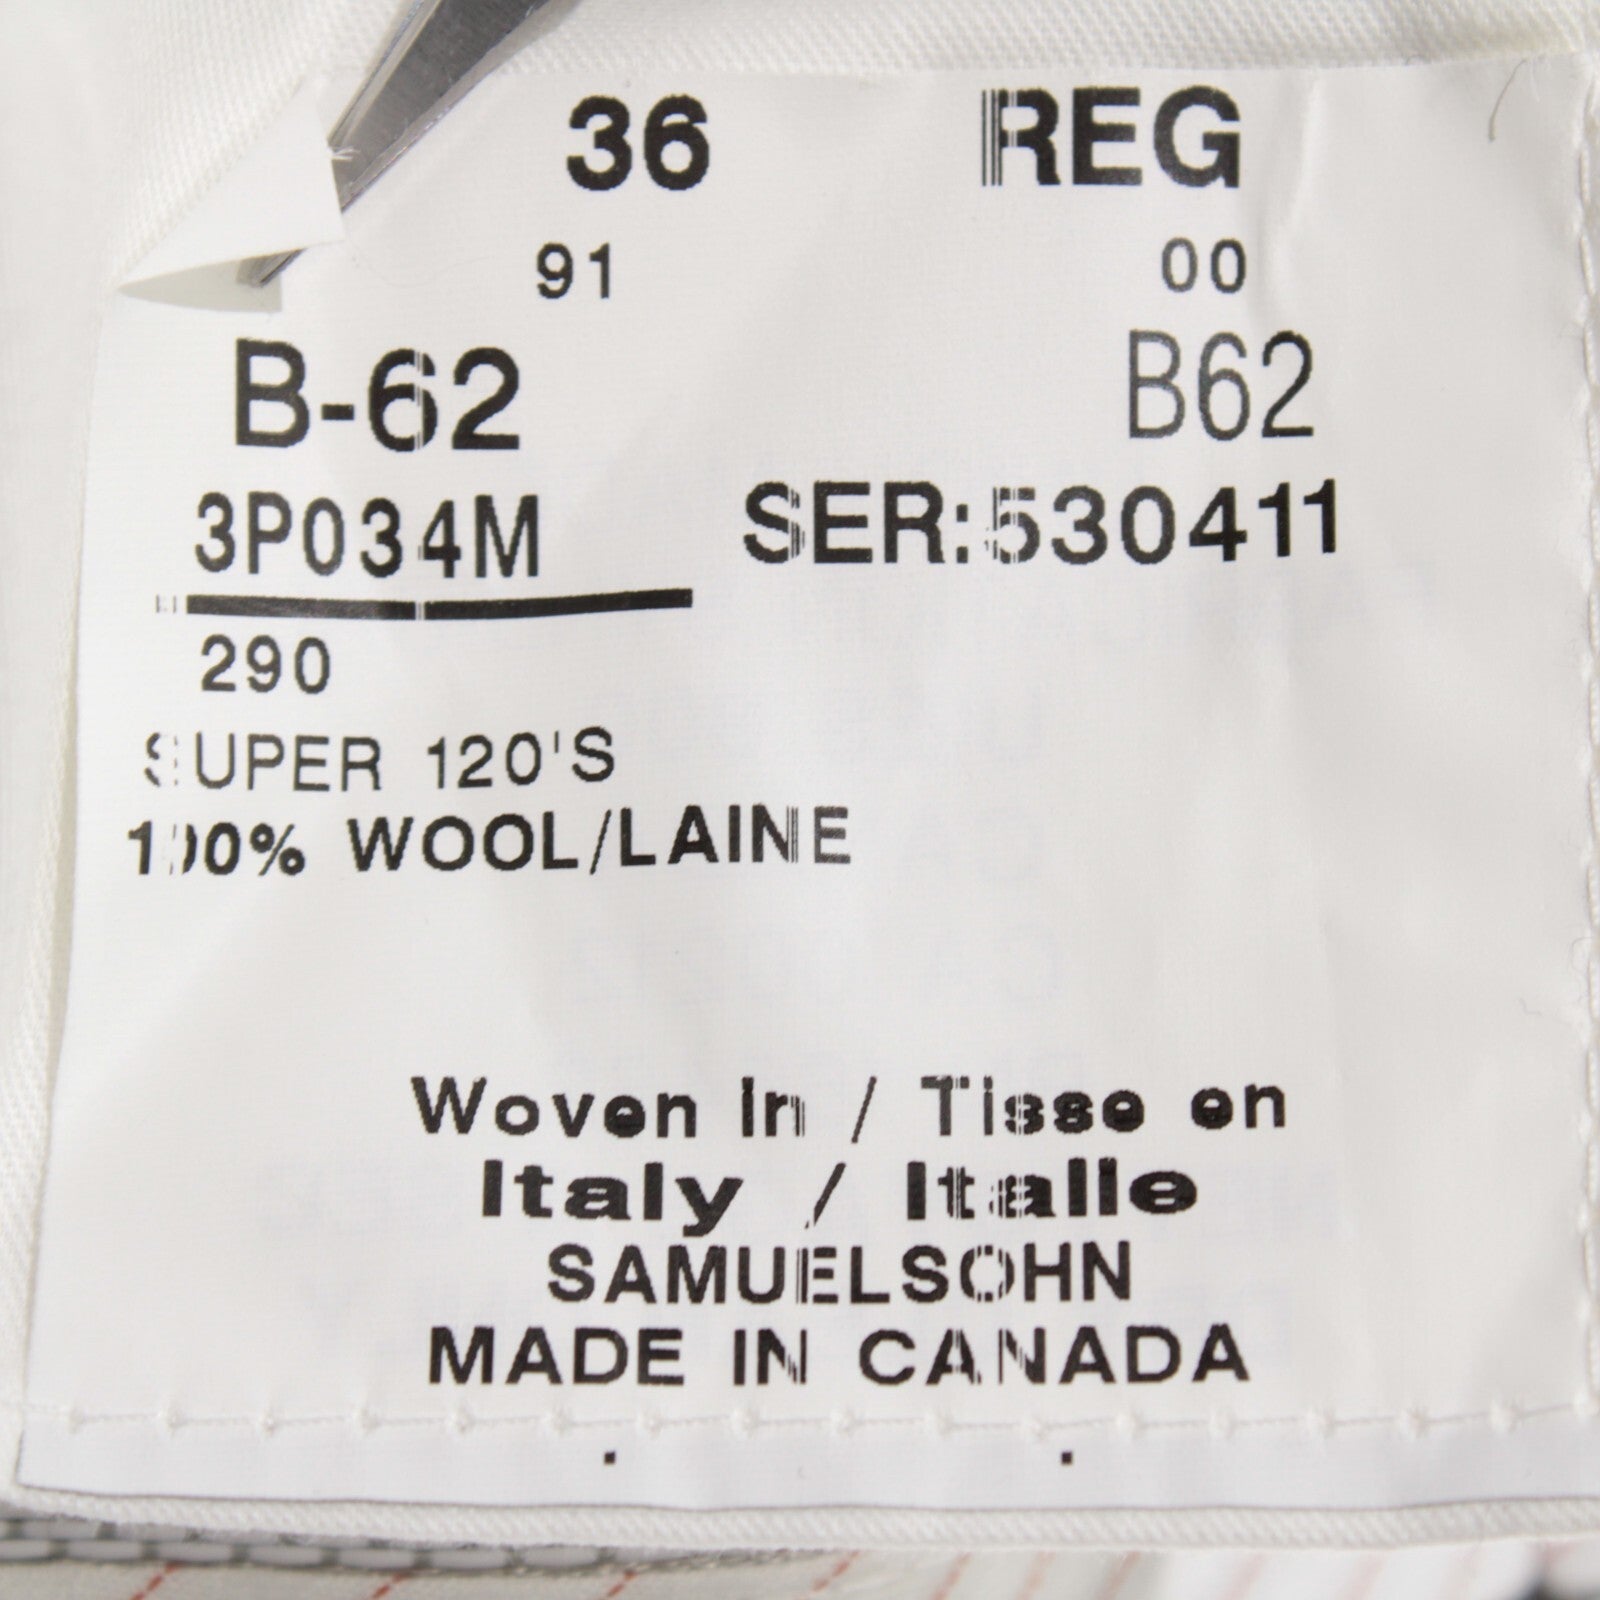 36 REG
91 00
B-62 B62
3P034M SER:530411
290
SUPER 120'S
100% WOOL/LAINE
Woven In / Tisse en
Italy / Italie
SAMUELSOHN
MADE IN CANADA